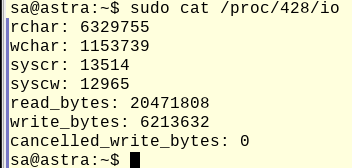 sa@astra:~$ sudo cat /proc/428/io
rchar: 6329755
wchar: 1153739
syscr: 13514
syscw: 12965
read_bytes: 20471808
write_bytes: 6213632
cancelled_write_bytes: 0
sa@astra:~$